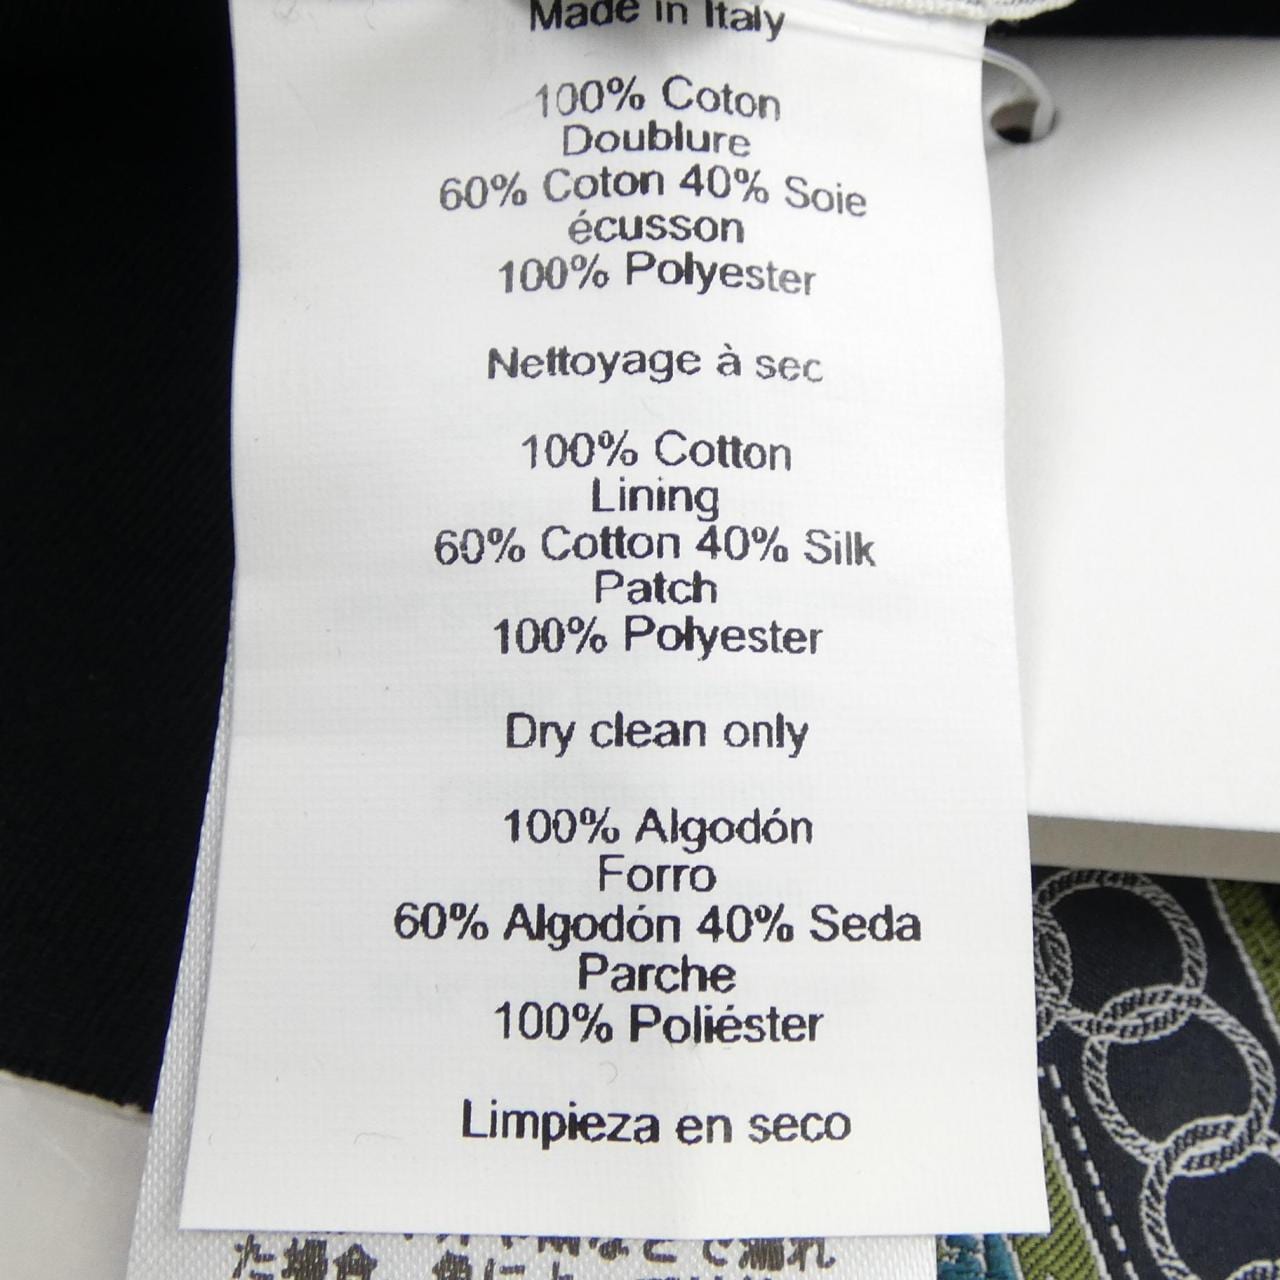 Made in Italy
100% Coton
Doublure
60% Coton 40% Soie
écusson
100% Polyester
Nettoyage à sec
100% Cotton
Lining
60% Cotton 40% Silk
Patch
100% Polyester
Dry clean only
100% Algodón
Forro
60% Algodón 40% Seda
Parche
100% Poliéster
Limpieza en seco